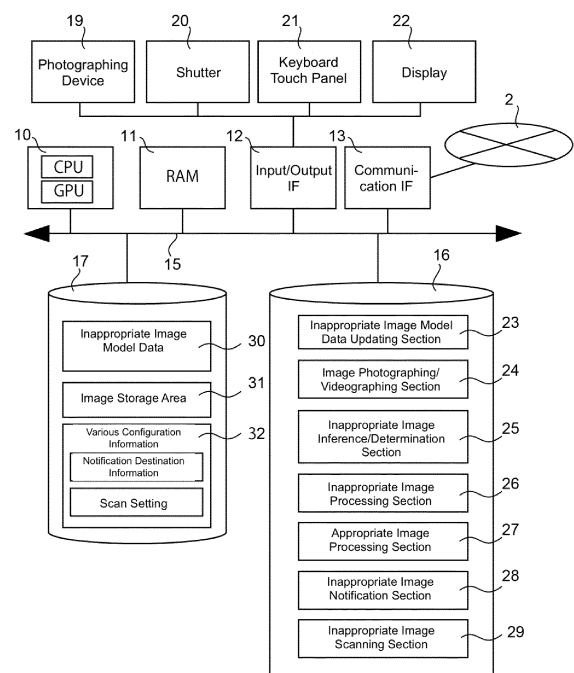 19
20
21
22
Photographing
Device
Shutter
Keyboard
Touch Panel
Display
10
11
12
13
2
CPU
GPU
RAM
Input/Output
IF
Communi-
cation IF
15
17
16
Inappropriate Image
Model Data
30
Image Storage Area
31
Various Configuration
Information
32
Notification Destination
Information
Scan Setting
Inappropriate Image Model
Data Updating Section
23
Image Photographing/
Videographing Section
24
Inappropriate Image
Inference/Determination
Section
25
Inappropriate Image
Processing Section
26
Appropriate Image
Processing Section
27
Inappropriate Image
Notification Section
28
Inappropriate Image
Scanning Section
29